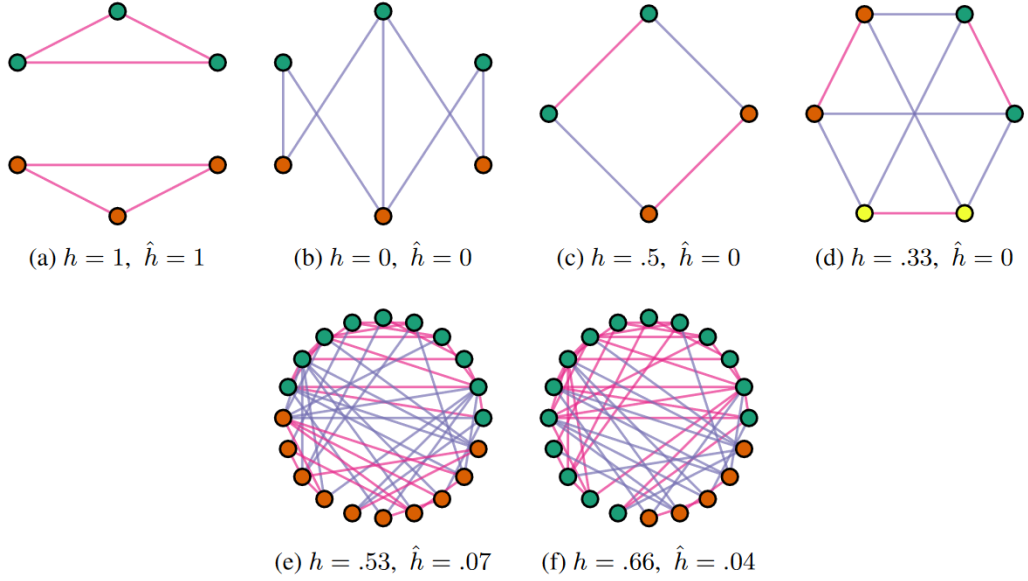 (a) h = 1, ĥ = 1
(b) h = 0, ĥ = 0
(c) h = .5, ĥ = 0
(d) h = .33, ĥ = 0
(e) h = .53, ĥ = .07
(f) h = .66, ĥ = .04